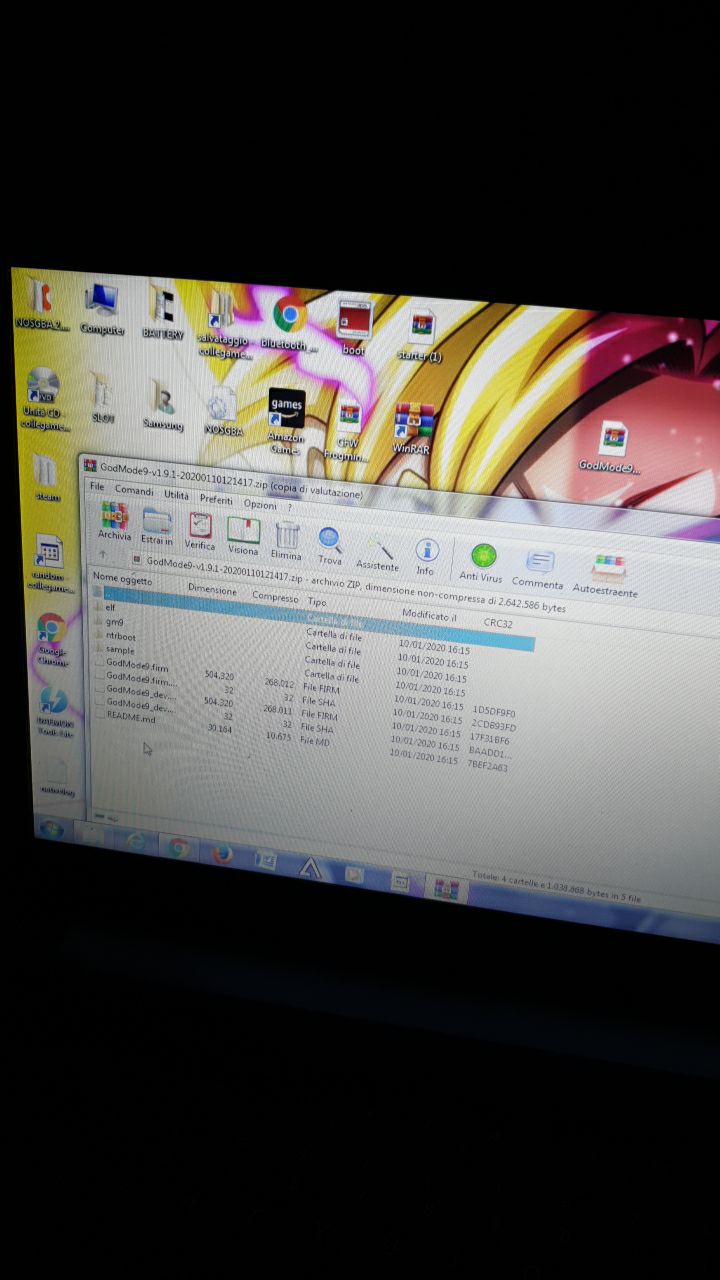 NOSGBA 2...
Computer
BATTERY
salvataggio collegame...
bluetooth_...
boot
starter (1)
Unità CD - collegame...
SLOT
Samsung
NOSGBA
games
Amazon Games
CFW Frogmin...
WinRAR
GodMode9...
steam
random - collegame...
Google Chrome
DAEMON Tools Lite
GodMode9-v1.9.1-20200110121417.zip (copia di valutazione)
File Comandi Utilità Preferiti Opzioni ?
Archivia Estrai in Verifica Visiona Elimina Trova Assistente Info Anti Virus Commenta Autoestraente
GodMode9-v1.9.1-20200110121417.zip - archivio ZIP, dimensione non-compressa di 2.642.586 bytes
Nome oggetto Dimensione Compresso Tipo Modificato il CRC32
.. Cartella di file
elf Cartella di file 10/01/2020 16:15
gm9 Cartella di file 10/01/2020 16:15
ntrboot Cartella di file 10/01/2020 16:15
sample Cartella di file 10/01/2020 16:15
GodMode9.firm 504.320 268.012 File FIRM 10/01/2020 16:15 1D5DF9F0
GodMode9.firm.... 32 32 File SHA 10/01/2020 16:15 2CDB93FD
GodMode9_dev.... 504.320 268.011 File FIRM 10/01/2020 16:15 17F31BF6
GodMode9_dev.... 32 32 File SHA 10/01/2020 16:15 BAADD1...
README.md 30.164 10.675 File MD 10/01/2020 16:15 7BEF2A63
Totale: 4 cartelle e 1.038.868 bytes in 5 file